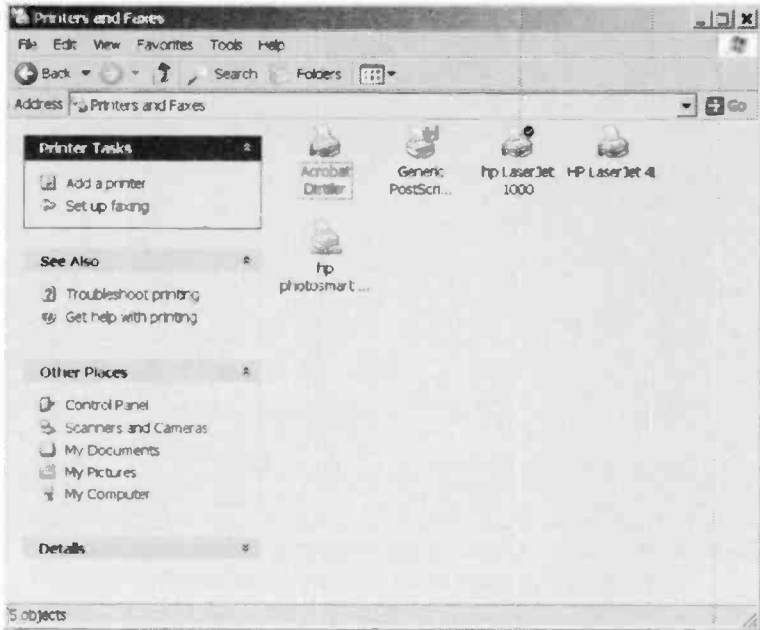 Printers and Faxes
File Edit View Favorites Tools Help
Back Search Folders
Address Printers and Faxes Go
Printer Tasks
Add a printer
Set up faxing
See Also
Troubleshoot printing
Get help with printing
Other Places
Control Panel
Scanners and Cameras
My Documents
My Pictures
My Computer
Details
Acrobat
Distiller
Generic
PostScri...
hp LaserJet
1000
HP LaserJet 4L
hp
photosmart ...
5 objects